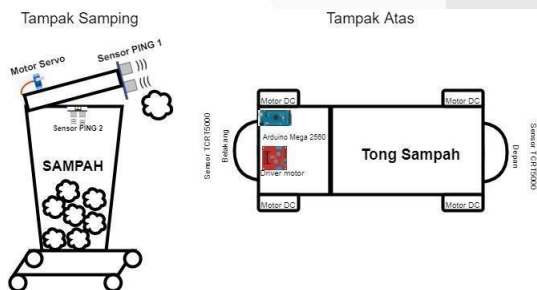 Tampak Samping
Motor Servo
Sensor PING 1
Sensor PING 2
SAMPAH
Tampak Atas
Motor DC
Motor DC
Sensor TCRT5000
Belakang
Arduino Mega 2560
Driver motor
Tong Sampah
Depan
Sensor TCRT5000
Motor DC
Motor DC